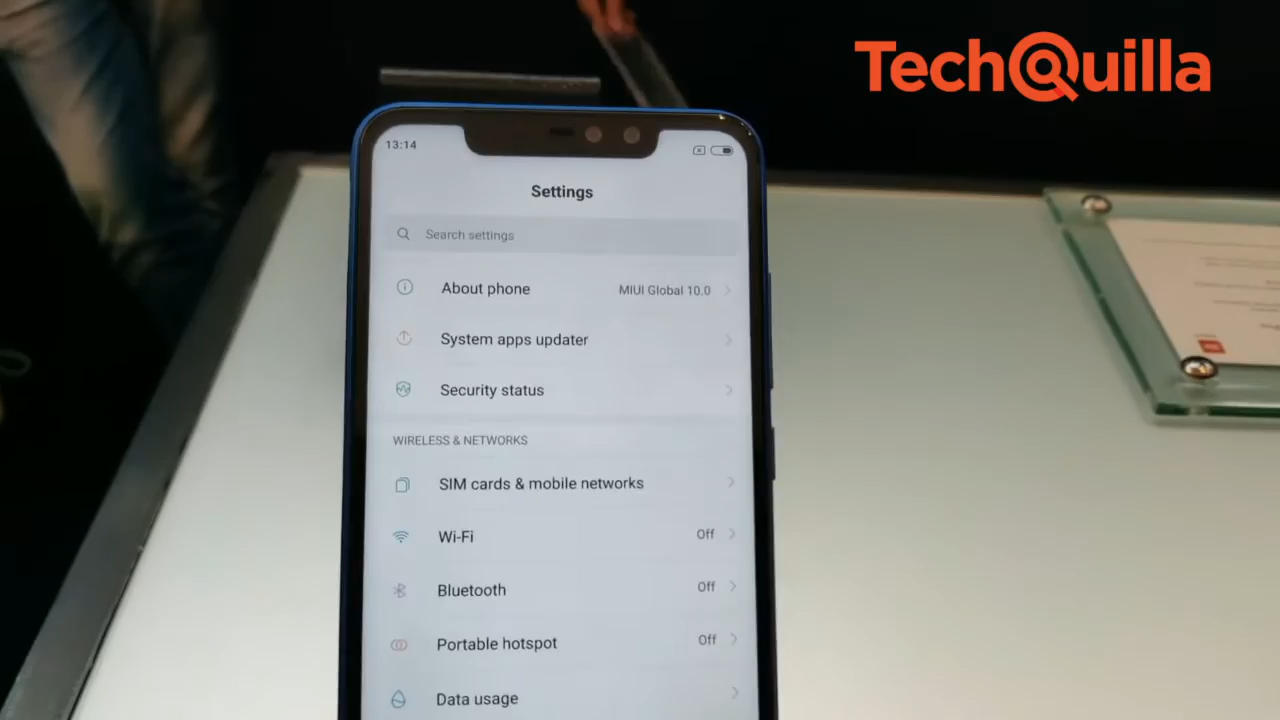 TechQuilla
13:14
Settings
Search settings
About phone MIUI Global 10.0
System apps updater
Security status
WIRELESS & NETWORKS
SIM cards & mobile networks
Wi-Fi Off
Bluetooth Off
Portable hotspot Off
Data usage